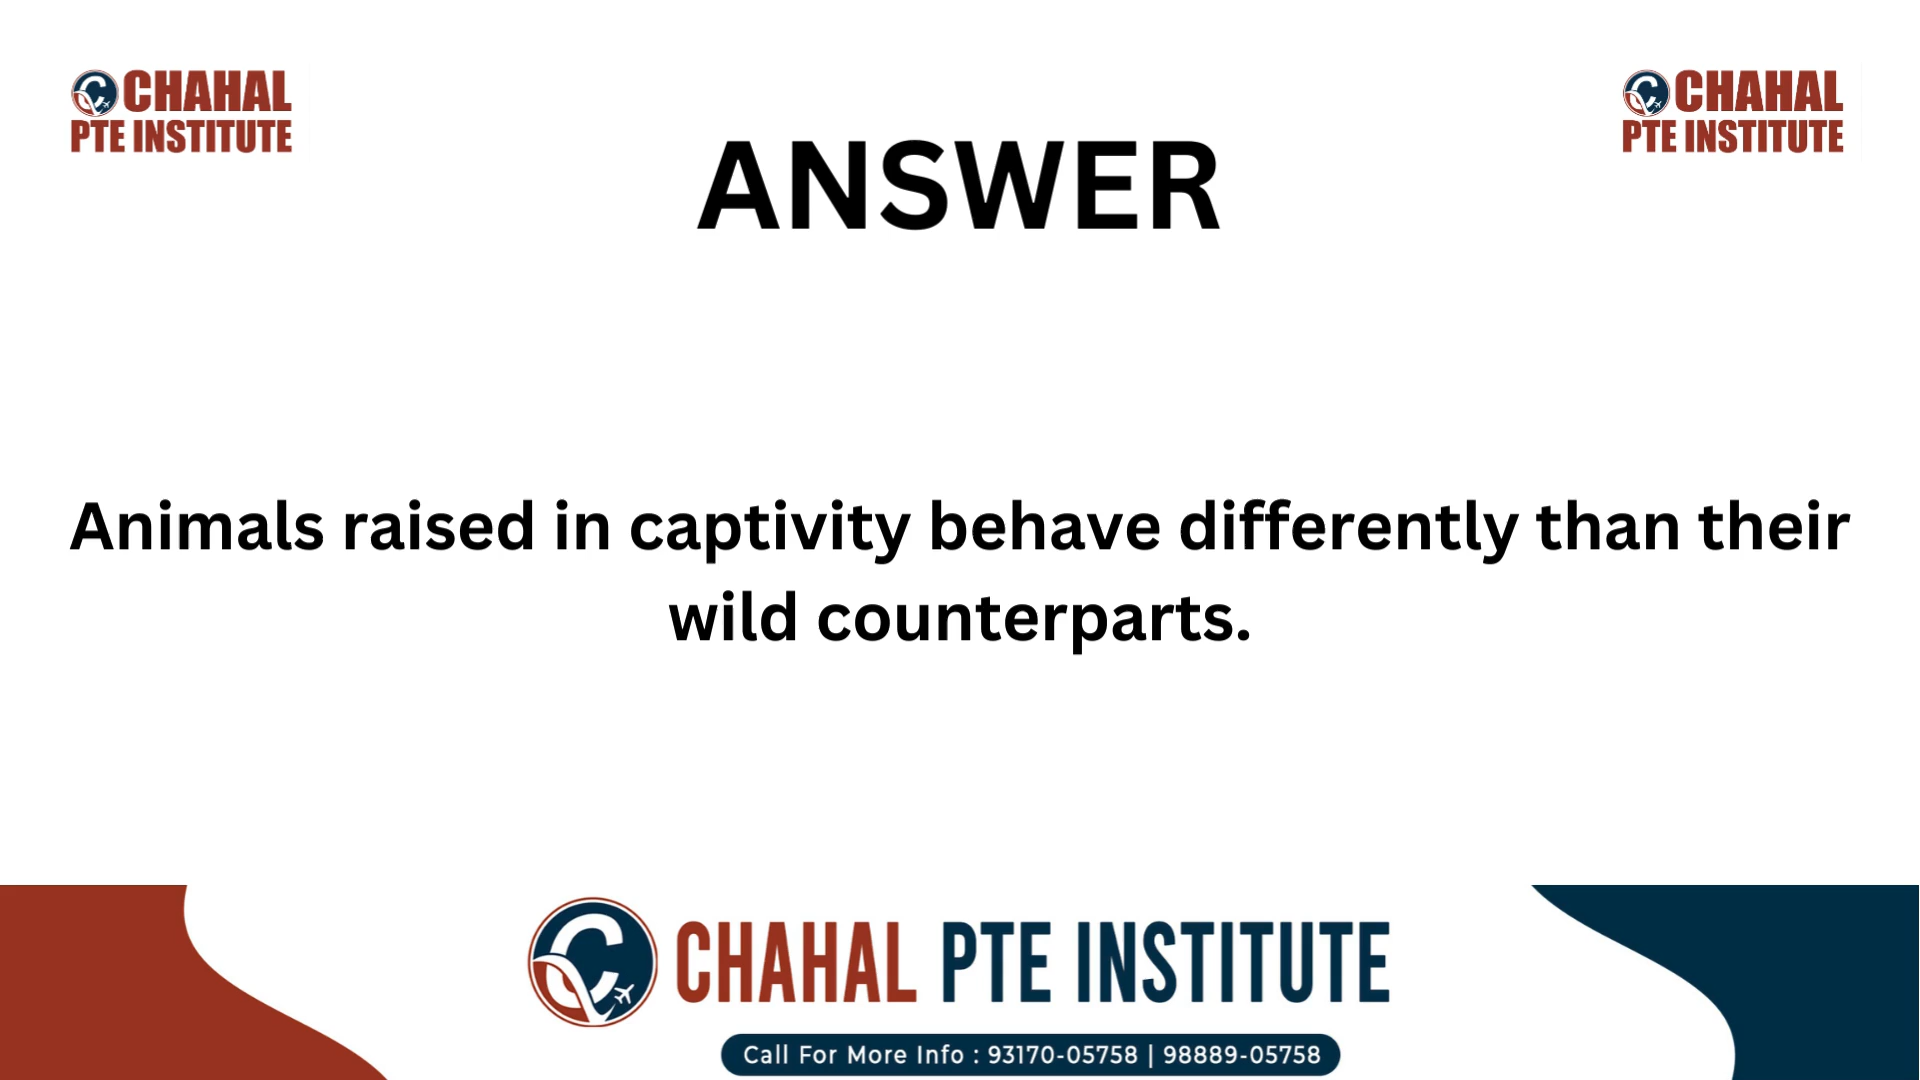 CHAHAL
PTE INSTITUTE
CHAHAL
PTE INSTITUTE
ANSWER
Animals raised in captivity behave differently than their
wild counterparts.
CHAHAL PTE INSTITUTE
Call For More Info : 93170-05758 | 98889-05758